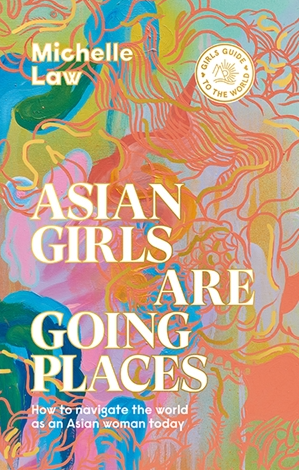 Michelle
Law
GIRLS GUIDE
TO THE WORLD
ASIAN
GIRLS
ARE
GOING
PLACES
How to navigate the world
as an Asian woman today